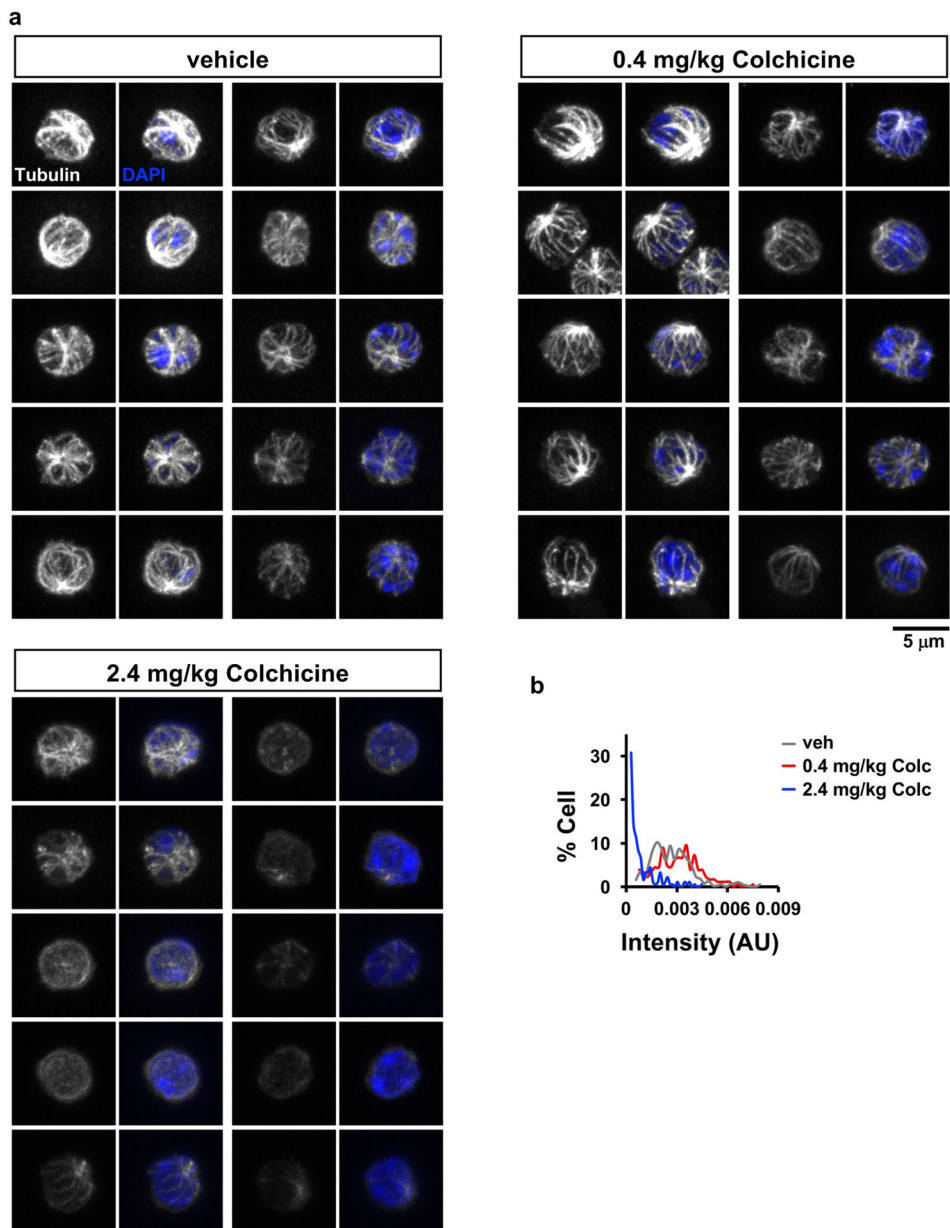 a
vehicle
0.4 mg/kg Colchicine
Tubulin
DAPI
5 μm
2.4 mg/kg Colchicine
b
veh
0.4 mg/kg Colc
2.4 mg/kg Colc
% Cell
30
20
10
0
0 0.003 0.006 0.009
Intensity (AU)